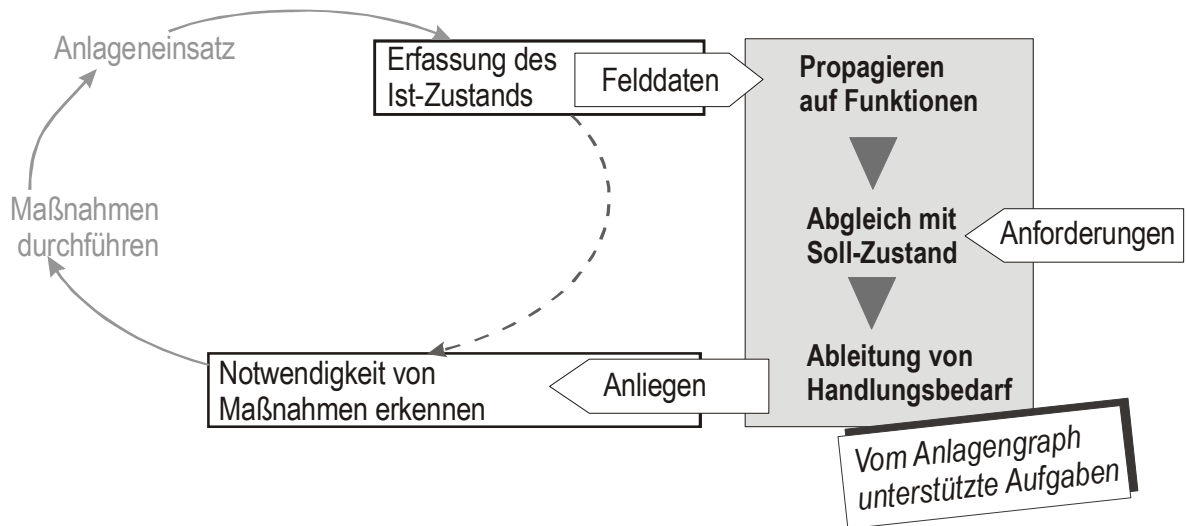 Anlageneinsatz
Erfassung des
Ist-Zustands
Felddaten
Propagieren
auf Funktionen
Maßnahmen
durchführen
Abgleich mit
Soll-Zustand
Anforderungen
Notwendigkeit von
Maßnahmen erkennen
Anliegen
Ableitung von
Handlungsbedarf
Vom Anlagengraph
unterstützte Aufgaben